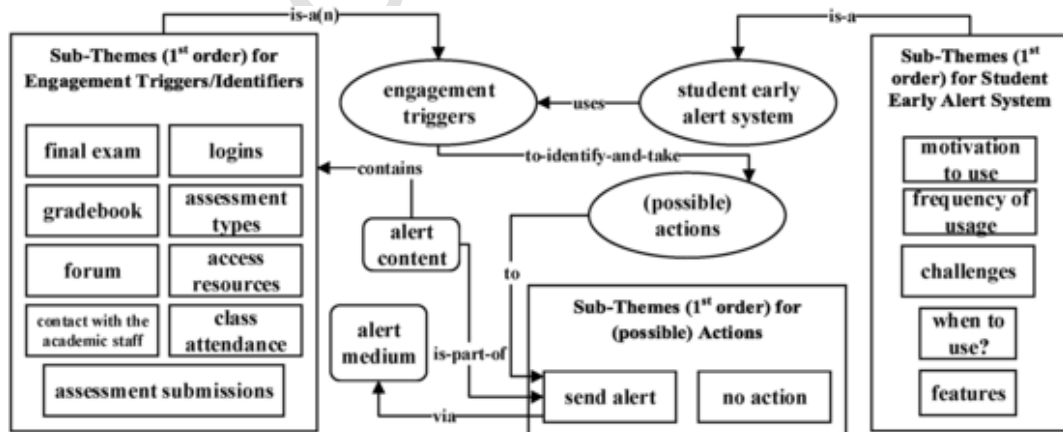 is-a(n)
is-a
Sub-Themes (1st order) for
Engagement Triggers/Identifiers
final exam
logins
gradebook
assessment
types
forum
access
resources
contact with the
academic staff
class
attendance
assessment submissions
engagement
triggers
uses
student early
alert system
to-identify-and-take
contains
(possible)
actions
alert
content
to
alert
medium
is-part-of
via
Sub-Themes (1st order) for
(possible) Actions
send alert
no action
Sub-Themes (1st
order) for Student
Early Alert System
motivation
to use
frequency of
usage
challenges
when to
use?
features